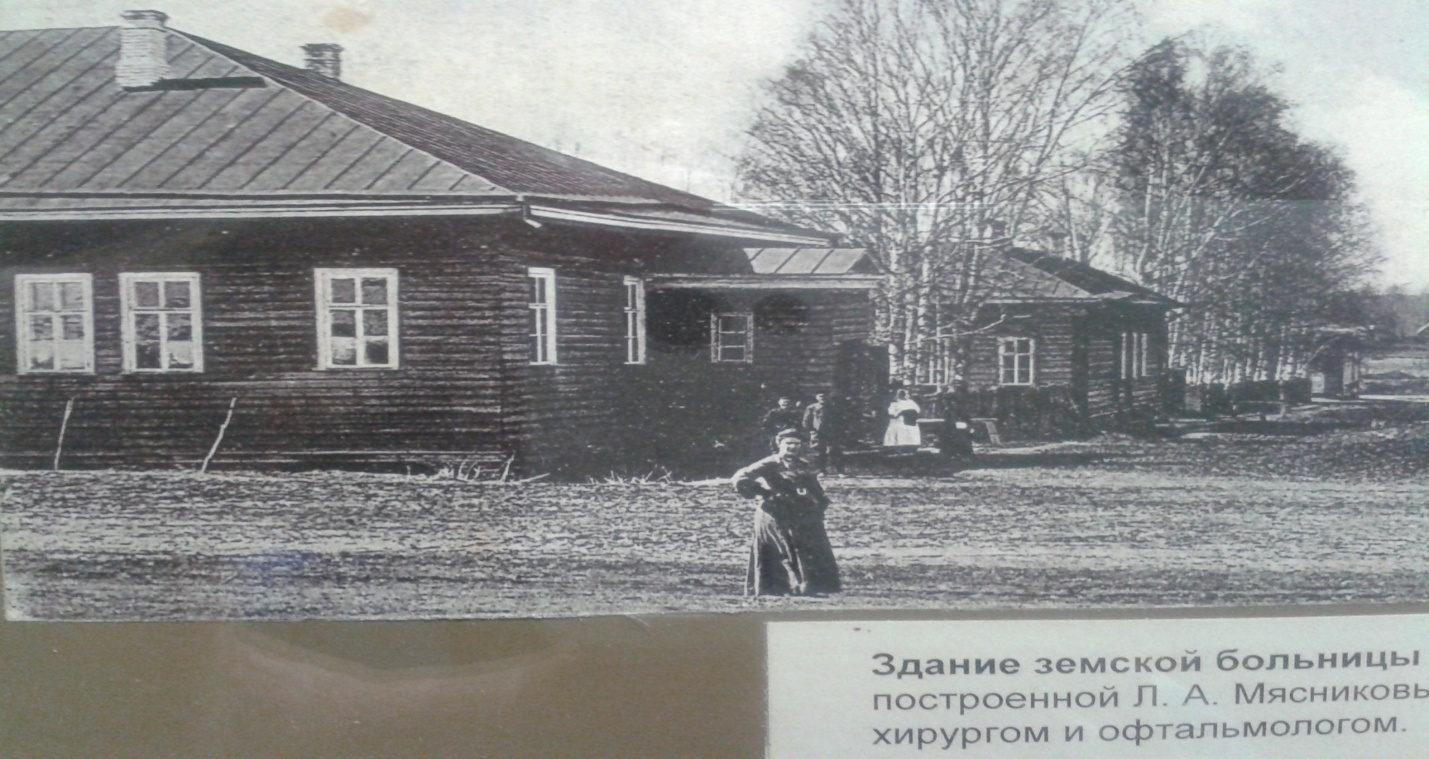 Здание земской больницы
построенной Л. А. Мясниковы
хирургом и офтальмологом.